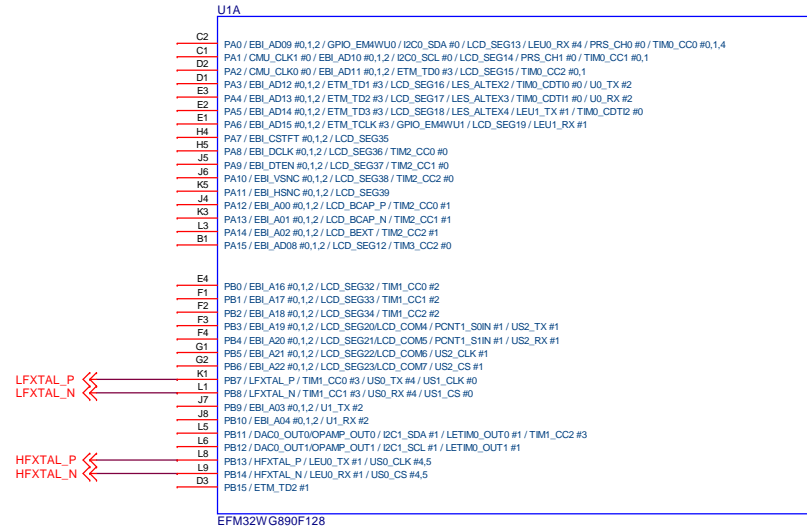 U1A
C2 PA0 / EBI_AD09 #0,1,2 / GPIO_EM4WU0 / I2C0_SDA #0 / LCD_SEG13 / LEU0_RX #4 / PRS_CH0 #0 / TIM0_CC0 #0,1,4
C1 PA1 / CMU_CLK1 #0 / EBI_AD10 #0,1,2 / I2C0_SCL #0 / LCD_SEG14 / PRS_CH1 #0 / TIM0_CC1 #0,1
D2 PA2 / CMU_CLK0 #0 / EBI_AD11 #0,1,2 / ETM_TD0 #3 / LCD_SEG15 / TIM0_CC2 #0,1
D1 PA3 / EBI_AD12 #0,1,2 / ETM_TD1 #3 / LCD_SEG16 / LES_ALTEX2 / TIM0_CDTI0 #0 / U0_TX #2
E3 PA4 / EBI_AD13 #0,1,2 / ETM_TD2 #3 / LCD_SEG17 / LES_ALTEX3 / TIM0_CDTI1 #0 / U0_RX #2
E2 PA5 / EBI_AD14 #0,1,2 / ETM_TD3 #3 / LCD_SEG18 / LES_ALTEX4 / LEU1_TX #1 / TIM0_CDTI2 #0
E1 PA6 / EBI_AD15 #0,1,2 / ETM_TCLK #3 / GPIO_EM4WU1 / LCD_SEG19 / LEU1_RX #1
H4 PA7 / EBI_CSTFT #0,1,2 / LCD_SEG35
H5 PA8 / EBI_DCLK #0,1,2 / LCD_SEG36 / TIM2_CC0 #0
J5 PA9 / EBI_DTEN #0,1,2 / LCD_SEG37 / TIM2_CC1 #0
J6 PA10 / EBI_VSNC #0,1,2 / LCD_SEG38 / TIM2_CC2 #0
K5 PA11 / EBI_HSNC #0,1,2 / LCD_SEG39
J4 PA12 / EBI_A00 #0,1,2 / LCD_BCAP_P / TIM2_CC0 #1
K3 PA13 / EBI_A01 #0,1,2 / LCD_BCAP_N / TIM2_CC1 #1
L3 PA14 / EBI_A02 #0,1,2 / LCD_BEXT / TIM2_CC2 #1
B1 PA15 / EBI_AD08 #0,1,2 / LCD_SEG12 / TIM3_CC2 #0
E4 PB0 / EBI_A16 #0,1,2 / LCD_SEG32 / TIM1_CC0 #2
F1 PB1 / EBI_A17 #0,1,2 / LCD_SEG33 / TIM1_CC1 #2
F2 PB2 / EBI_A18 #0,1,2 / LCD_SEG34 / TIM1_CC2 #2
F3 PB3 / EBI_A19 #0,1,2 / LCD_SEG20/LCD_COM4 / PCNT1_S0IN #1 / US2_TX #1
F4 PB4 / EBI_A20 #0,1,2 / LCD_SEG21/LCD_COM5 / PCNT1_S1IN #1 / US2_RX #1
G1 PB5 / EBI_A21 #0,1,2 / LCD_SEG22/LCD_COM6 / US2_CLK #1
G2 PB6 / EBI_A22 #0,1,2 / LCD_SEG23/LCD_COM7 / US2_CS #1
LFXTAL_P K1 PB7 / LFXTAL_P / TIM1_CC0 #3 / US0_TX #4 / US1_CLK #0
LFXTAL_N L1 PB8 / LFXTAL_N / TIM1_CC1 #3 / US0_RX #4 / US1_CS #0
J7 PB9 / EBI_A03 #0,1,2 / U1_TX #2
J8 PB10 / EBI_A04 #0,1,2 / U1_RX #2
L5 PB11 / DAC0_OUT0/OPAMP_OUT0 / I2C1_SDA #1 / LETIM0_OUT0 #1 / TIM1_CC2 #3
L6 PB12 / DAC0_OUT1/OPAMP_OUT1 / I2C1_SCL #1 / LETIM0_OUT1 #1
HFXTAL_P L8 PB13 / HFXTAL_P / LEU0_TX #1 / US0_CLK #4,5
HFXTAL_N L9 PB14 / HFXTAL_N / LEU0_RX #1 / US0_CS #4,5
D3 PB15 / ETM_TD2 #1
EFM32WG890F128